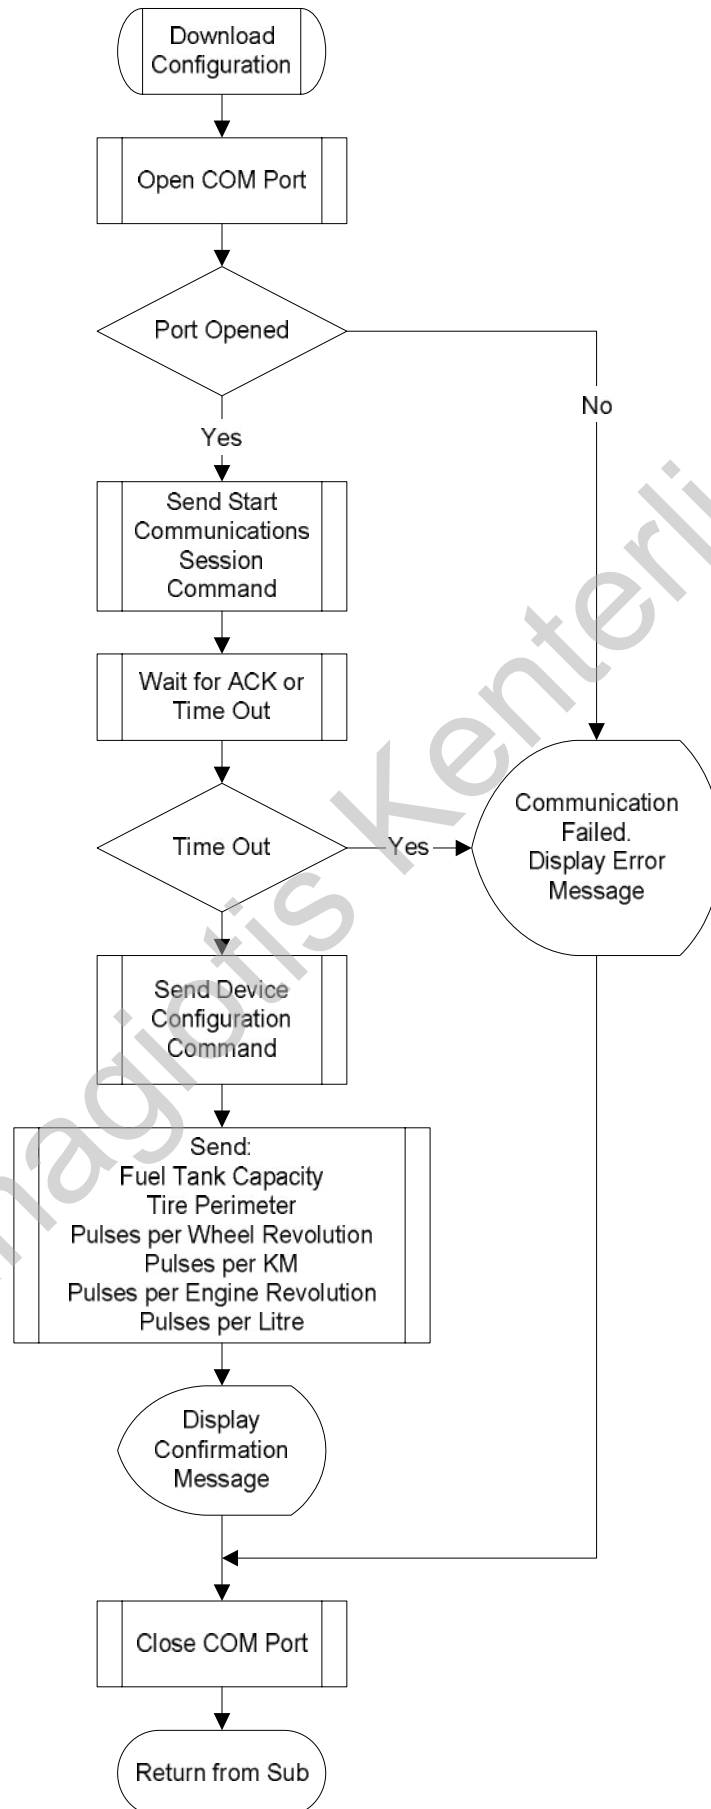 Download
Configuration
Open COM Port
Port Opened
No
Yes
Send Start
Communications
Session
Command
Wait for ACK or
Time Out
Time Out
Yes
Communication
Failed.
Display Error
Message
Send Device
Configuration
Command
Send:
Fuel Tank Capacity
Tire Perimeter
Pulses per Wheel Revolution
Pulses per KM
Pulses per Engine Revolution
Pulses per Litre
Display
Confirmation
Message
Close COM Port
Return from Sub
nagiotis Kenterli